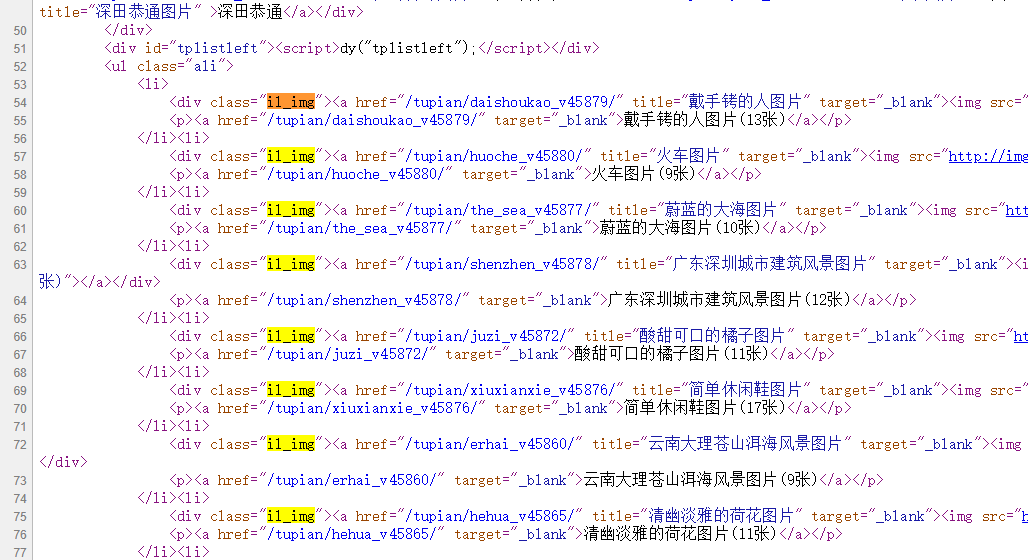 title="深田恭通图片" >深田恭通</a></div>
50 </div>
51 <div id="tplistleft"><script>dy("tplistleft");</script></div>
52 <ul class="ali">
53 <li>
54 <div class="il_img"><a href="/tupian/daishoukao_v45879/" title="戴手铐的人图片" target="_blank"><img src="
55 <p><a href="/tupian/daishoukao_v45879/" target="_blank">戴手铐的人图片(13张)</a></p>
56 </li><li>
57 <div class="il_img"><a href="/tupian/huoche_v45880/" title="火车图片" target="_blank"><img src="http://img
58 <p><a href="/tupian/huoche_v45880/" target="_blank">火车图片(9张)</a></p>
59 </li><li>
60 <div class="il_img"><a href="/tupian/the_sea_v45877/" title="蔚蓝的大海图片" target="_blank"><img src="htt
61 <p><a href="/tupian/the_sea_v45877/" target="_blank">蔚蓝的大海图片(10张)</a></p>
62 </li><li>
63 <div class="il_img"><a href="/tupian/shenzhen_v45878/" title="广东深圳城市建筑风景图片" target="_blank"><i
张)"></a></div>
64 <p><a href="/tupian/shenzhen_v45878/" target="_blank">广东深圳城市建筑风景图片(12张)</a></p>
65 </li><li>
66 <div class="il_img"><a href="/tupian/juzi_v45872/" title="酸甜可口的橘子图片" target="_blank"><img src="ht
67 <p><a href="/tupian/juzi_v45872/" target="_blank">酸甜可口的橘子图片(11张)</a></p>
68 </li><li>
69 <div class="il_img"><a href="/tupian/xiuxianxie_v45876/" title="简单休闲鞋图片" target="_blank"><img src="
70 <p><a href="/tupian/xiuxianxie_v45876/" target="_blank">简单休闲鞋图片(17张)</a></p>
71 </li><li>
72 <div class="il_img"><a href="/tupian/erhai_v45860/" title="云南大理苍山洱海风景图片" target="_blank"><img
</div>
73 <p><a href="/tupian/erhai_v45860/" target="_blank">云南大理苍山洱海风景图片(9张)</a></p>
74 </li><li>
75 <div class="il_img"><a href="/tupian/hehua_v45865/" title="清幽淡雅的荷花图片" target="_blank"><img src="h
76 <p><a href="/tupian/hehua_v45865/" target="_blank">清幽淡雅的荷花图片(11张)</a></p>
77 </li><li>